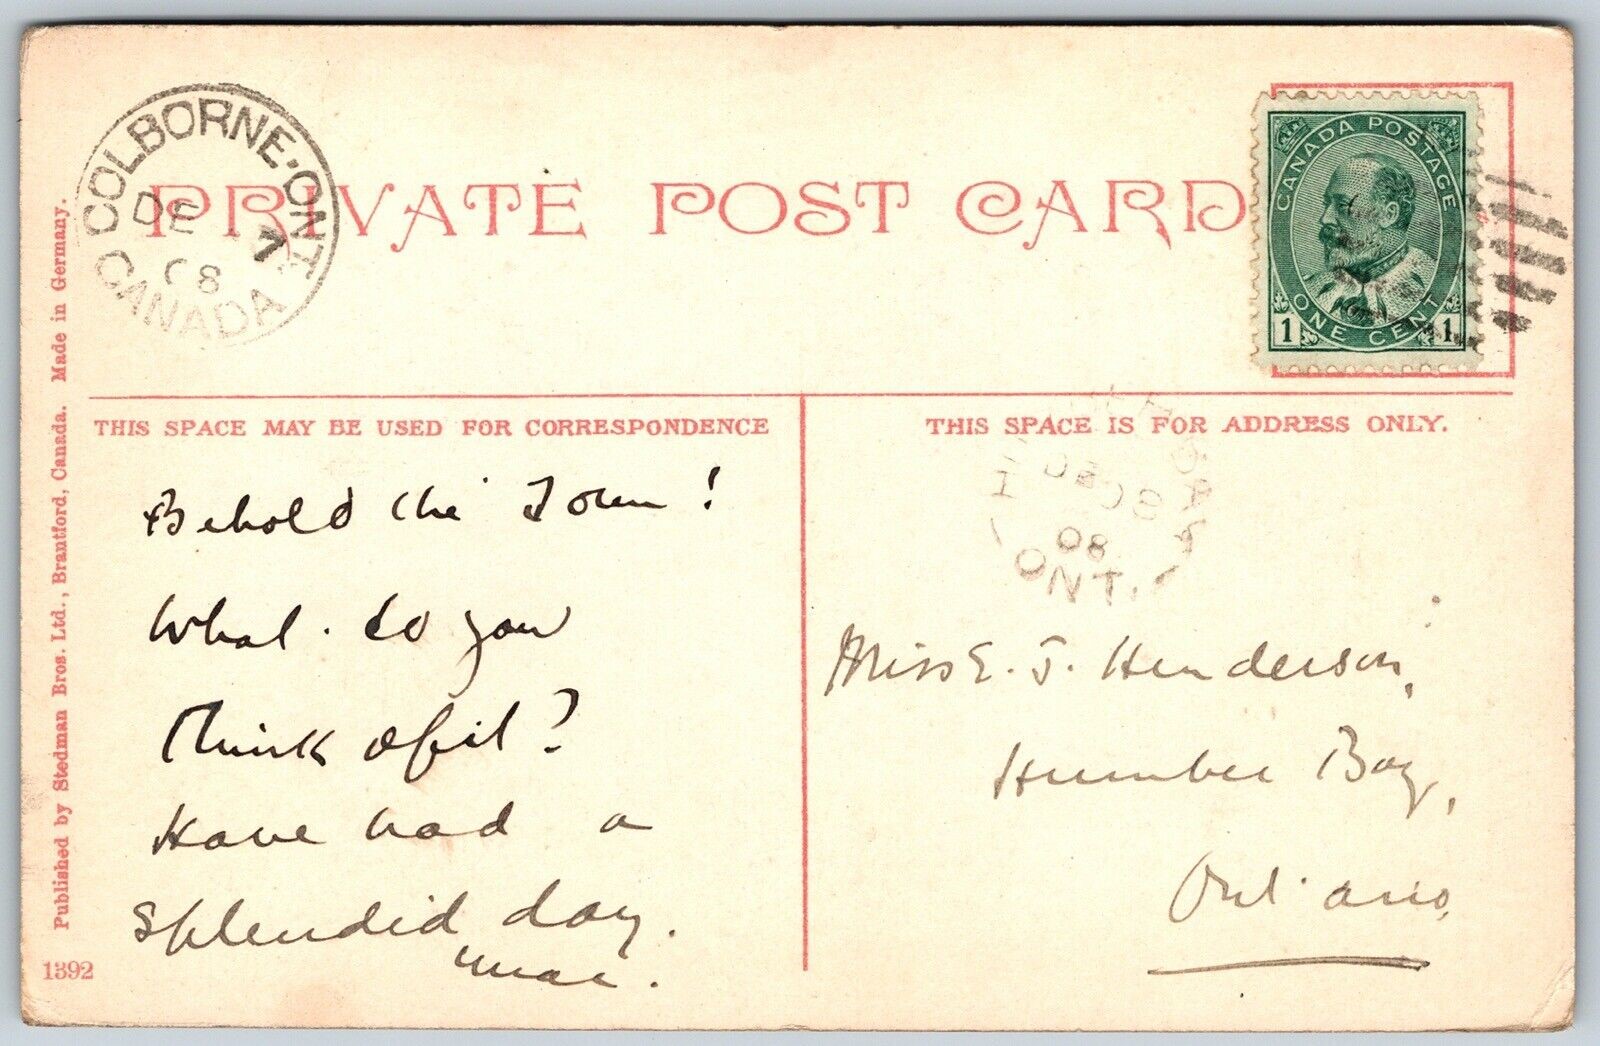 COLBORNE·ONT
DE 7
08
CANADA
PRIVATE POST CARD
CANADA POSTAGE
ONE CENT
1 1
THIS SPACE MAY BE USED FOR CORRESPONDENCE
THIS SPACE IS FOR ADDRESS ONLY.
Behold the Town!
What do you
Think of it?
Have had a
splendid day.
Mac.
08
ONT.
Miss E. J. Henderson,
Humber Bay,
Ontario,
Published by Stedman Bros. Ltd., Brantford, Canada. Made in Germany.
1392